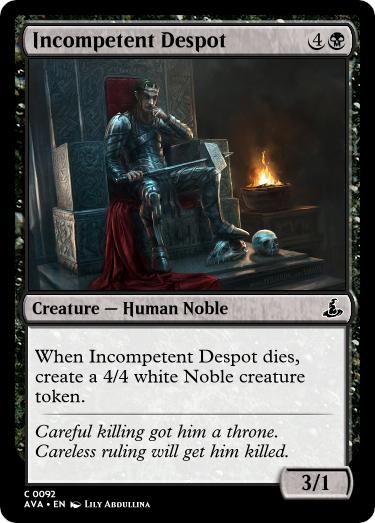 Incompetent Despot 4
Creature — Human Noble
When Incompetent Despot dies,
create a 4/4 white Noble creature
token.
Careful killing got him a throne.
Careless ruling will get him killed.
3/1
C 0092
AVA • EN Lily Abdullina